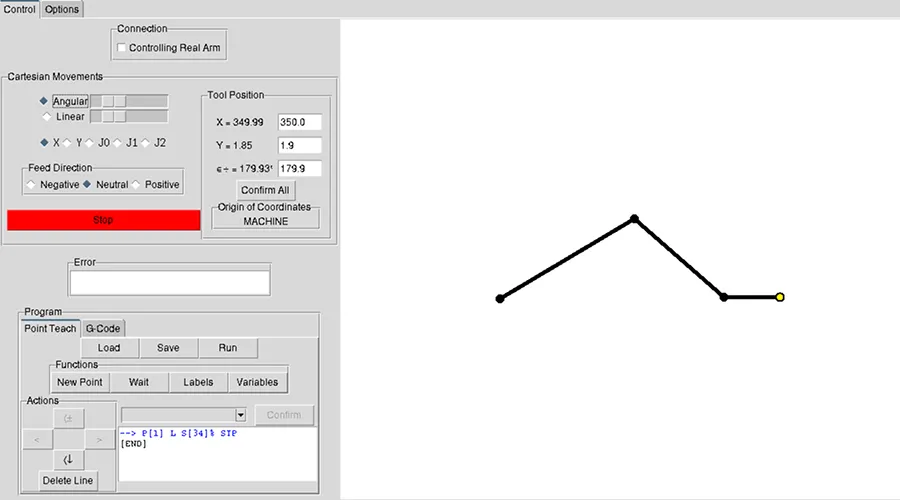 Control Options
Connection
Controlling Real Arm
Cartesian Movements
Angular
Linear
X Y J0 J1 J2
Feed Direction
Negative Neutral Positive
Stop
Tool Position
X = 349.99 350.0
Y = 1.85 1.9
ϵ÷ = 179.93° 179.9
Confirm All
Origin of Coordinates
MACHINE
Error
Program
Point Teach G-Code
Load Save Run
Functions
New Point Wait Labels Variables
Actions
< >
Confirm
Delete Line
--> P[1] L S[34]% STP
[END]